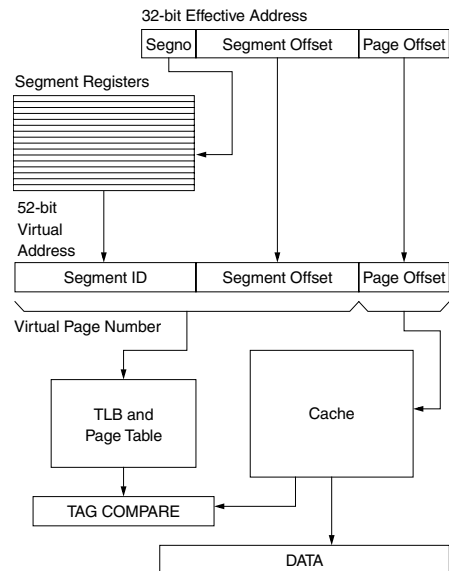 32-bit Effective Address
Segno Segment Offset Page Offset
Segment Registers
52-bit
Virtual
Address
Segment ID Segment Offset Page Offset
Virtual Page Number
TLB and
Page Table
Cache
TAG COMPARE
DATA